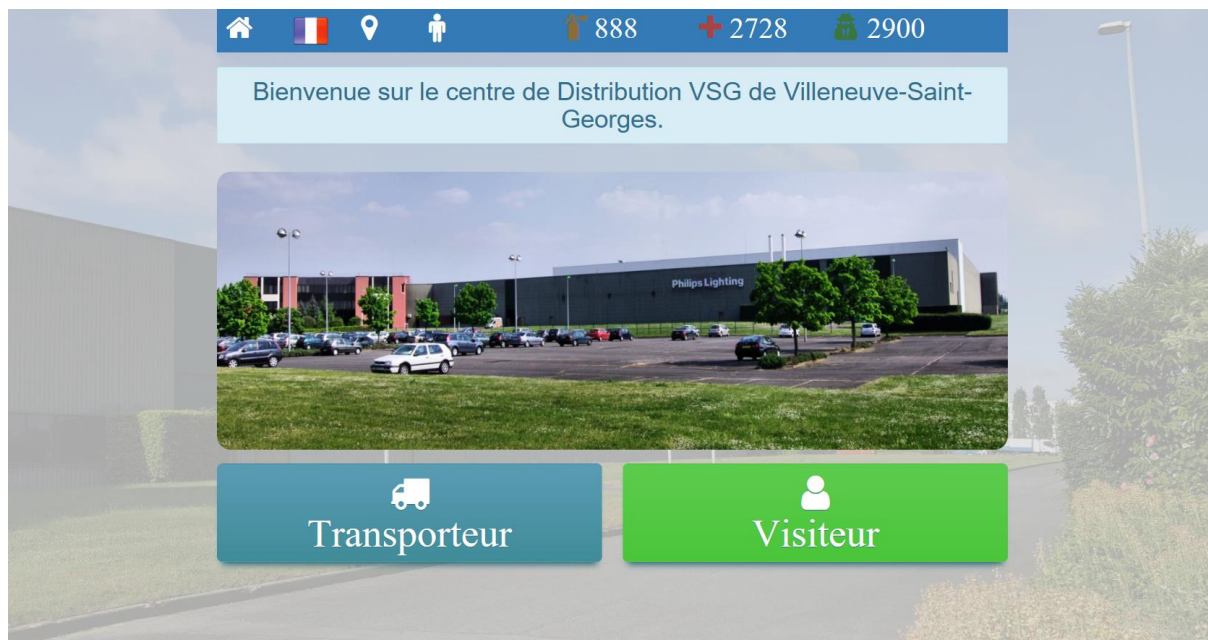 888 2728 2900
Bienvenue sur le centre de Distribution VSG de Villeneuve-Saint-
Georges.
Philips Lighting
Transporteur Visiteur